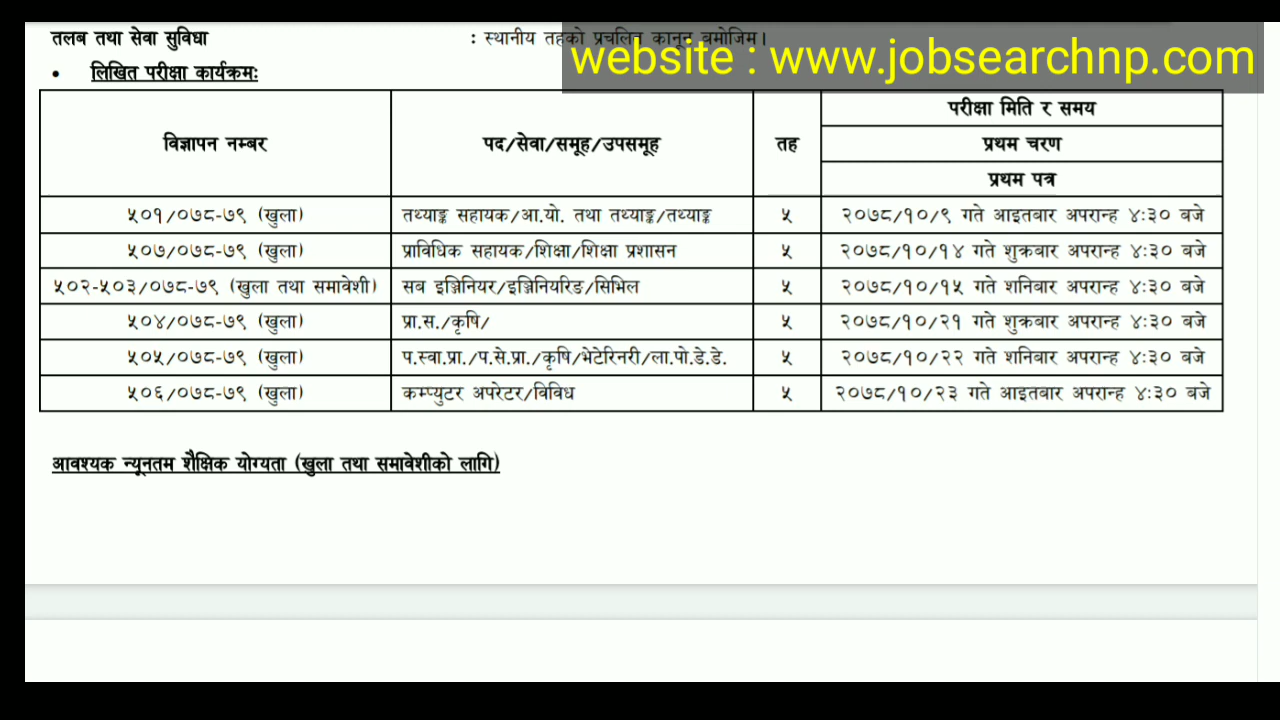 तलब तथा सेवा सुविधा : स्थानीय तहको प्रचलित कानून बमोजिम।
website : www.jobsearchnp.com
• लिखित परीक्षा कार्यक्रमः
विज्ञापन नम्बर पद/सेवा/समूह/उपसमूह तह परीक्षा मिति र समय
प्रथम चरण
प्रथम पत्र
५०१/०७८-७९ (खुला) तथ्याङ्क सहायक/आ.यो. तथा तथ्याङ्क/तथ्याङ्क ५ २०७८/१०/९ गते आइतबार अपरान्ह ४:३० बजे
५०७/०७८-७९ (खुला) प्राविधिक सहायक/शिक्षा/शिक्षा प्रशासन ५ २०७८/१०/१४ गते शुक्रबार अपरान्ह ४:३० बजे
५०२-५०३/०७८-७९ (खुला तथा समावेशी) सब इञ्जिनियर/इञ्जिनियरिङ/सिभिल ५ २०७८/१०/१५ गते शनिबार अपरान्ह ४:३० बजे
५०४/०७८-७९ (खुला) प्रा.स./कृषि/ ५ २०७८/१०/२१ गते शुक्रबार अपरान्ह ४:३० बजे
५०५/०७८-७९ (खुला) प.स्वा.प्रा./प.से.प्रा./कृषि/भेटेरिनरी/ला.पो.डे.डे. ५ २०७८/१०/२२ गते शनिबार अपरान्ह ४:३० बजे
५०६/०७८-७९ (खुला) कम्प्युटर अपरेटर/विविध ५ २०७८/१०/२३ गते आइतबार अपरान्ह ४:३० बजे
आवश्यक न्यूनतम शैक्षिक योग्यता (खुला तथा समावेशीको लागि)